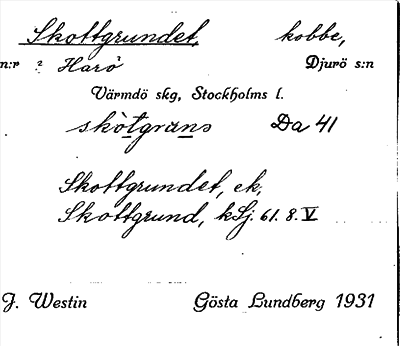 Skottgrundet, kobbe,
n:r 2 Harö Djurö s:n
Värmdö skg, Stockholms l.
skòtgràns Da 41
Skottgrundet, ek.
Skottgrund, kSj. 61. 8. V
J. Westin Gösta Lundberg 1931